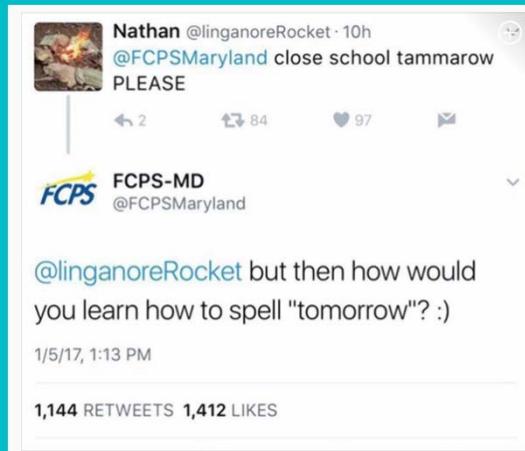 Nathan @linganoreRocket · 10h
@FCPSMaryland close school tammarow
PLEASE
2 84 97
FCPS
FCPS-MD
@FCPSMaryland
@linganoreRocket but then how would
you learn how to spell "tomorrow"? :)
1/5/17, 1:13 PM
1,144 RETWEETS 1,412 LIKES